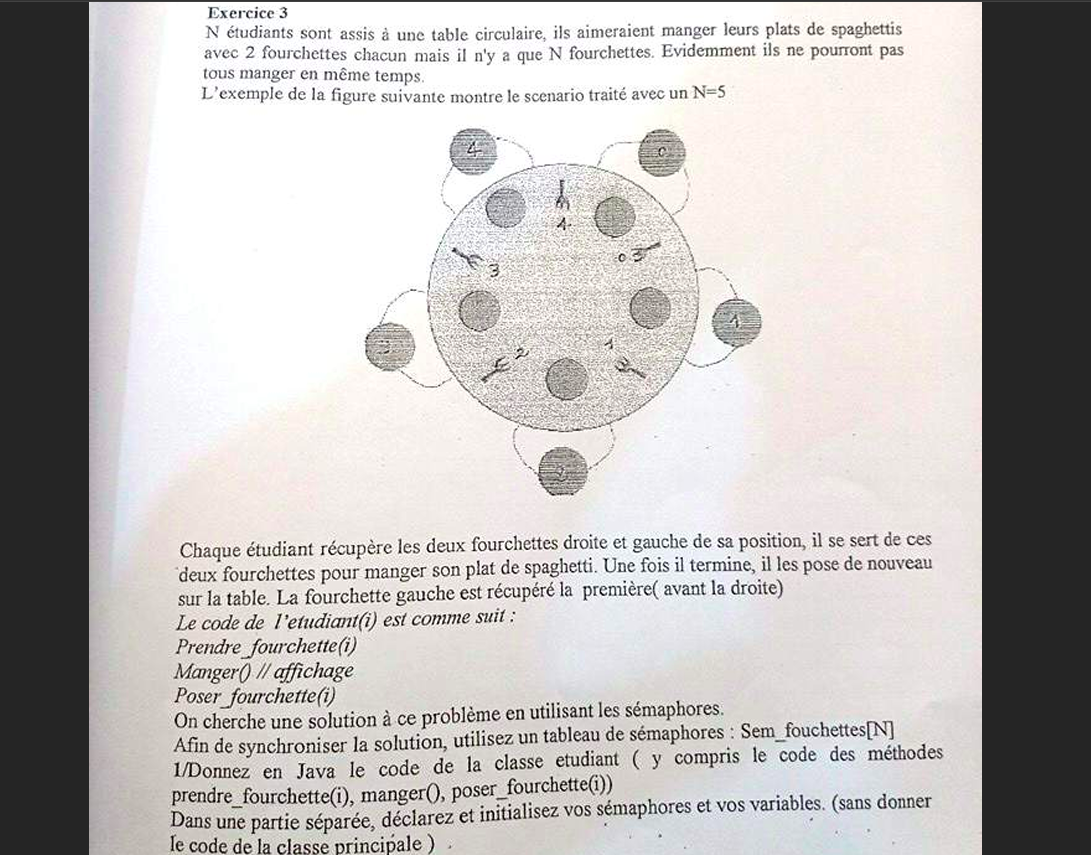 Exercice 3
N étudiants sont assis à une table circulaire, ils aimeraient manger leurs plats de spaghettis
avec 2 fourchettes chacun mais il n'y a que N fourchettes. Evidemment ils ne pourront pas
tous manger en même temps.
L'exemple de la figure suivante montre le scenario traité avec un N=5
4
0
3
1
2
1
2
Chaque étudiant récupère les deux fourchettes droite et gauche de sa position, il se sert de ces
deux fourchettes pour manger son plat de spaghetti. Une fois il termine, il les pose de nouveau
sur la table. La fourchette gauche est récupéré la première( avant la droite)
Le code de l'etudiant(i) est comme suit :
Prendre_fourchette(i)
Manger() // affichage
Poser_fourchette(i)
On cherche une solution à ce problème en utilisant les sémaphores.
Afin de synchroniser la solution, utilisez un tableau de sémaphores : Sem_fouchettes[N]
1/Donnez en Java le code de la classe etudiant ( y compris le code des méthodes
prendre_fourchette(i), manger(), poser_fourchette(i))
Dans une partie séparée, déclarez et initialisez vos sémaphores et vos variables. (sans donner
le code de la classe principale ) .